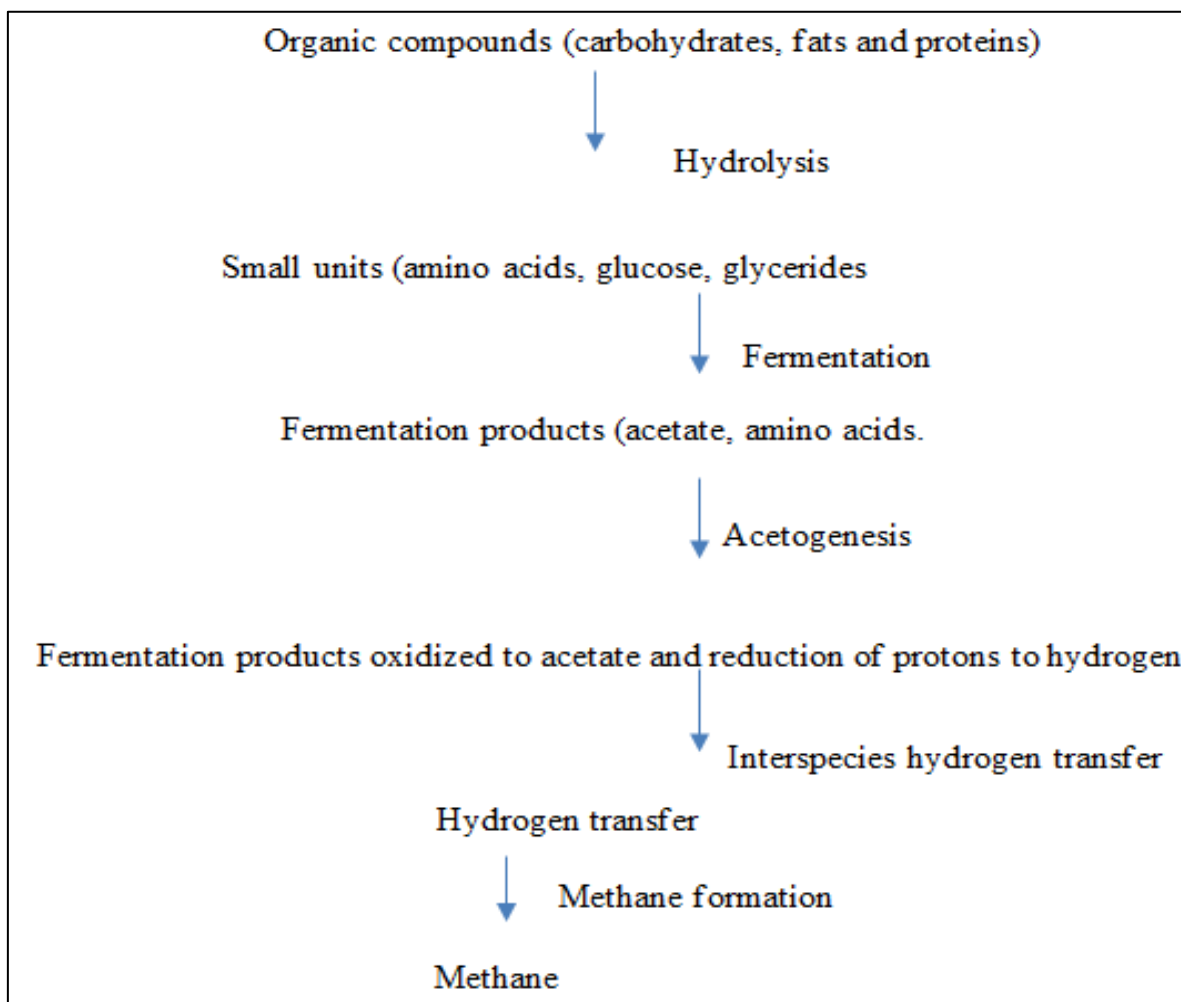 Organic compounds (carbohydrates, fats and proteins)
Hydrolysis
Small units (amino acids, glucose, glycerides
Fermentation
Fermentation products (acetate, amino acids.
Acetogenesis
Fermentation products oxidized to acetate and reduction of protons to hydrogen
Interspecies hydrogen transfer
Hydrogen transfer
Methane formation
Methane